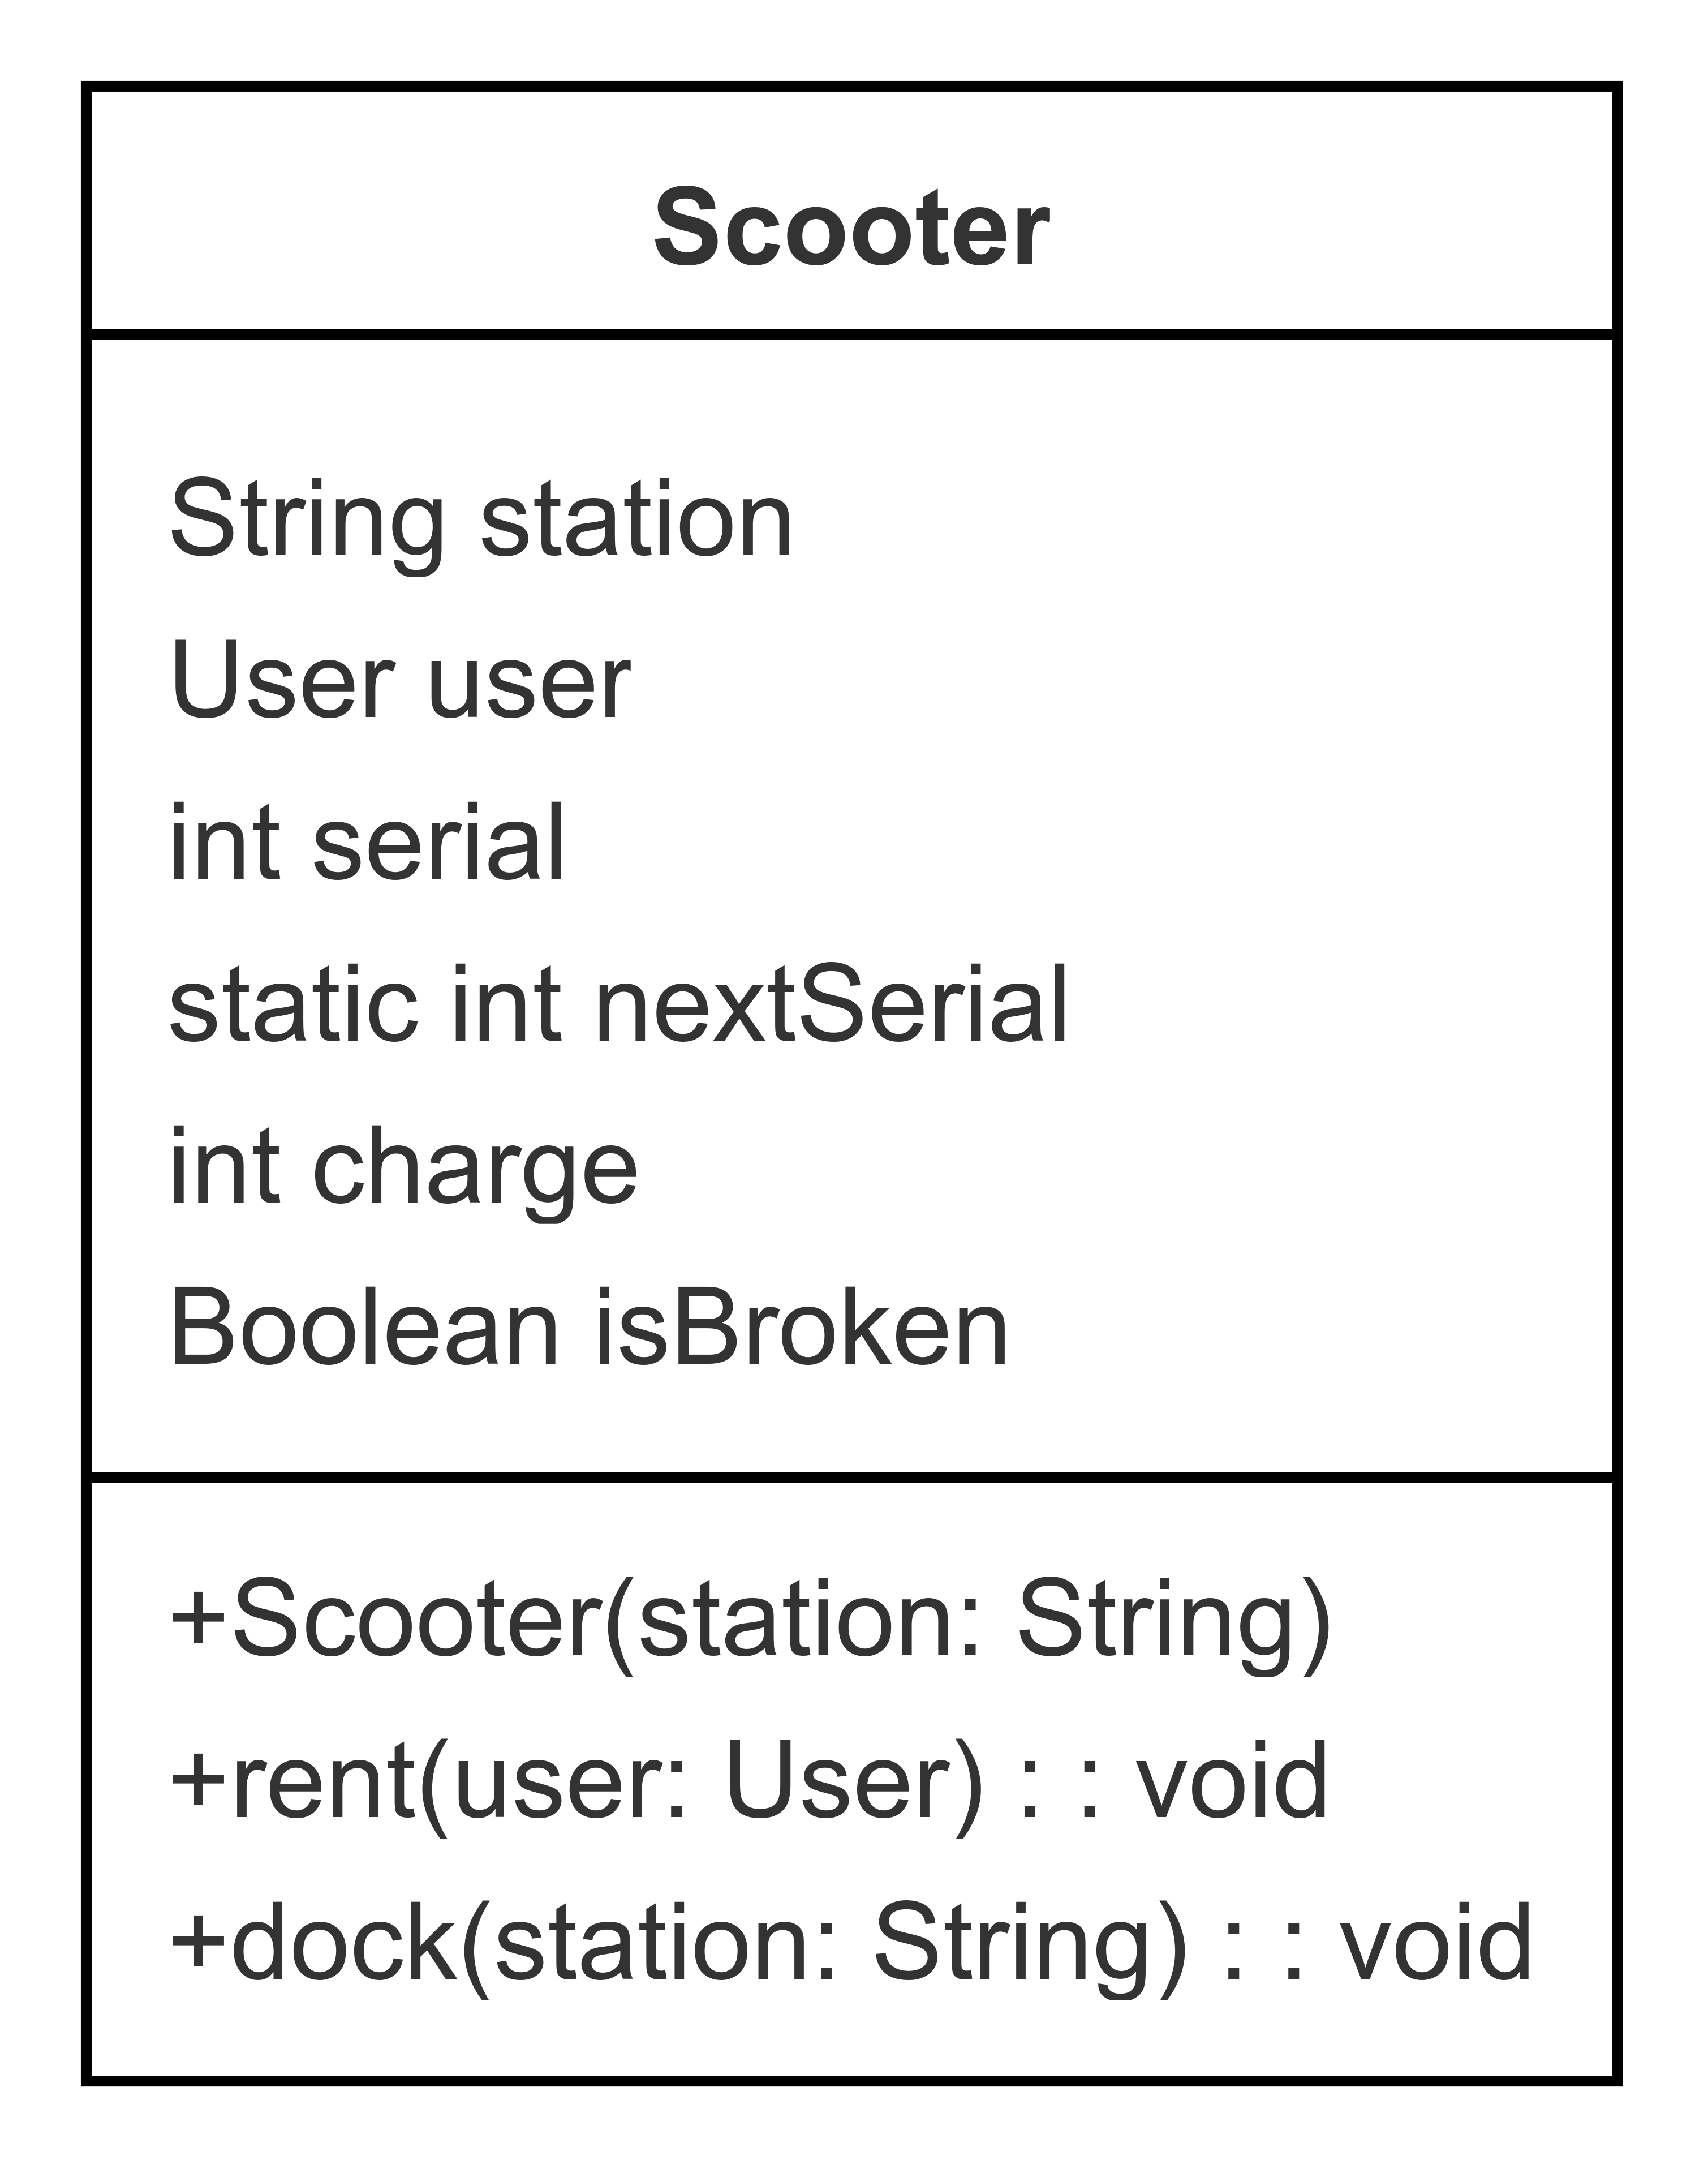 Scooter
String station
User user
int serial
static int nextSerial
int charge
Boolean isBroken
+Scooter(station: String)
+rent(user: User) : : void
+dock(station: String) : : void